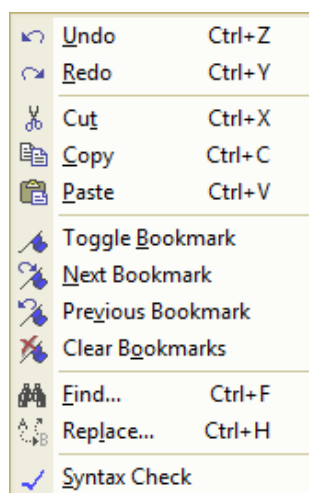 Undo Ctrl+Z
Redo Ctrl+Y
Cut Ctrl+X
Copy Ctrl+C
Paste Ctrl+V
Toggle Bookmark
Next Bookmark
Previous Bookmark
Clear Bookmarks
Find... Ctrl+F
Replace... Ctrl+H
Syntax Check